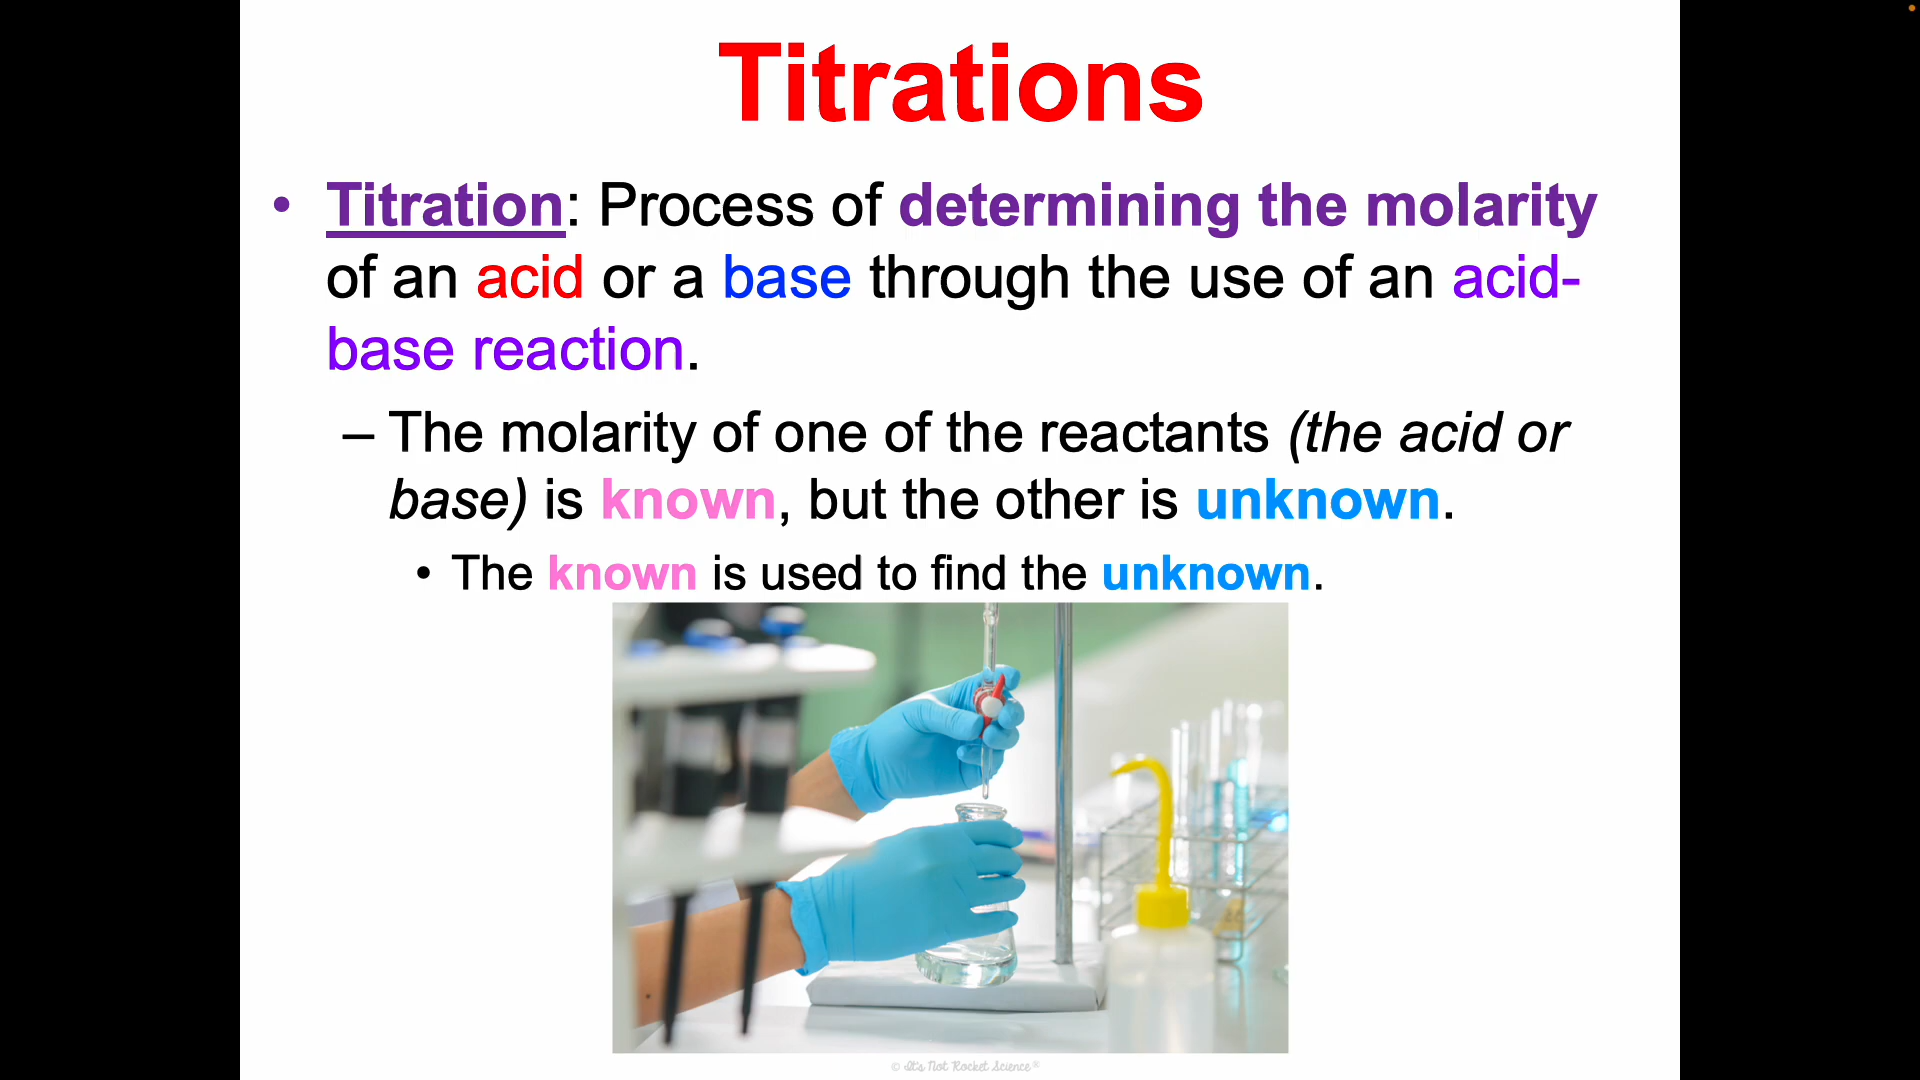 Titrations
• Titration: Process of determining the molarity
of an acid or a base through the use of an acid-
base reaction.
– The molarity of one of the reactants (the acid or
base) is known, but the other is unknown.
• The known is used to find the unknown.
© It's Not Rocket Science®